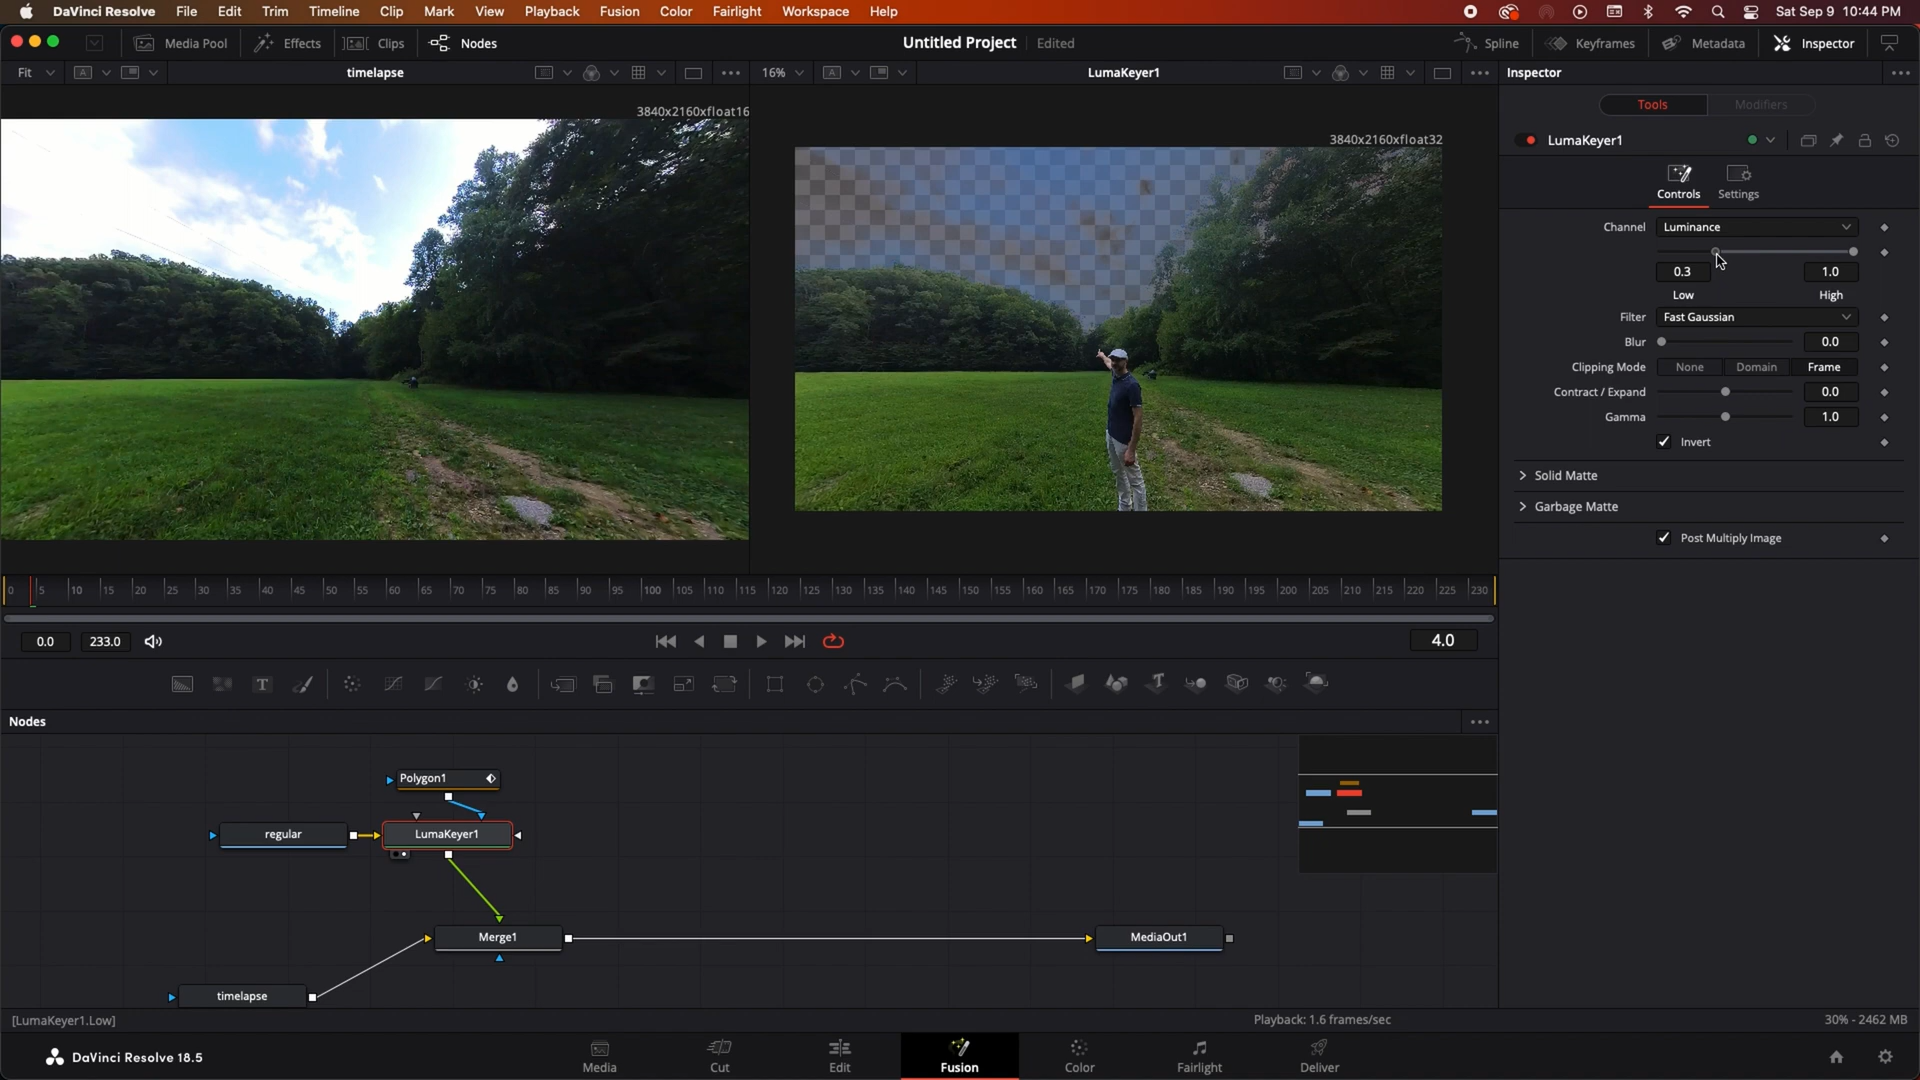 DaVinci Resolve File Edit Trim Timeline Clip Mark View Playback Fusion Color Fairlight Workspace Help Sat Sep 9 10:44 PM
Media Pool Effects Clips Nodes Untitled Project Edited Spline Keyframes Metadata Inspector
Fit A timelapse 16% A LumaKeyer1 Inspector
3840x2160xfloat16
3840x2160xfloat32
Tools Modifiers
LumaKeyer1
Controls Settings
Channel Luminance
0.3 1.0
Low High
Filter Fast Gaussian
Blur 0.0
Clipping Mode None Domain Frame
Contract / Expand 0.0
Gamma 1.0
Invert
Solid Matte
Garbage Matte
Post Multiply Image
0 5 10 15 20 25 30 35 40 45 50 55 60 65 70 75 80 85 90 95 100 105 110 115 120 125 130 135 140 145 150 155 160 165 170 175 180 185 190 195 200 205 210 215 220 225 230
0.0 233.0 4.0
T T
Nodes
Polygon1
regular LumaKeyer1
Merge1 MediaOut1
timelapse
[LumaKeyer1.Low] Playback: 1.6 frames/sec 30% - 2462 MB
DaVinci Resolve 18.5 Media Cut Edit Fusion Color Fairlight Deliver